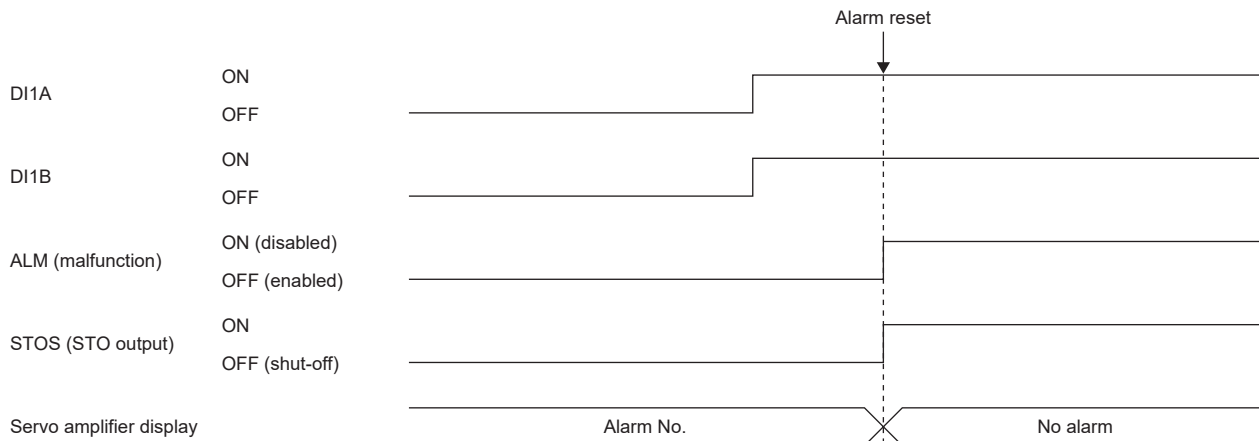 Alarm reset
DI1A
ON
OFF
DI1B
ON
OFF
ALM (malfunction)
ON (disabled)
OFF (enabled)
STOS (STO output)
ON
OFF (shut-off)
Servo amplifier display
Alarm No.
No alarm